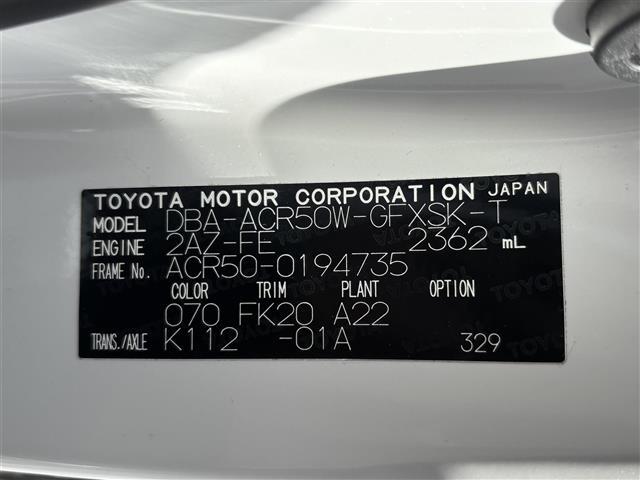 TOYOTA MOTOR CORPORATION JAPAN
MODEL DBA-ACR50W-GFXSK-T
ENGINE 2AZ-FE 2362 mL
FRAME No. ACR50-0194735
COLOR TRIM PLANT OPTION
070 FK20 A22
TRANS./AXLE K112 -01A 329